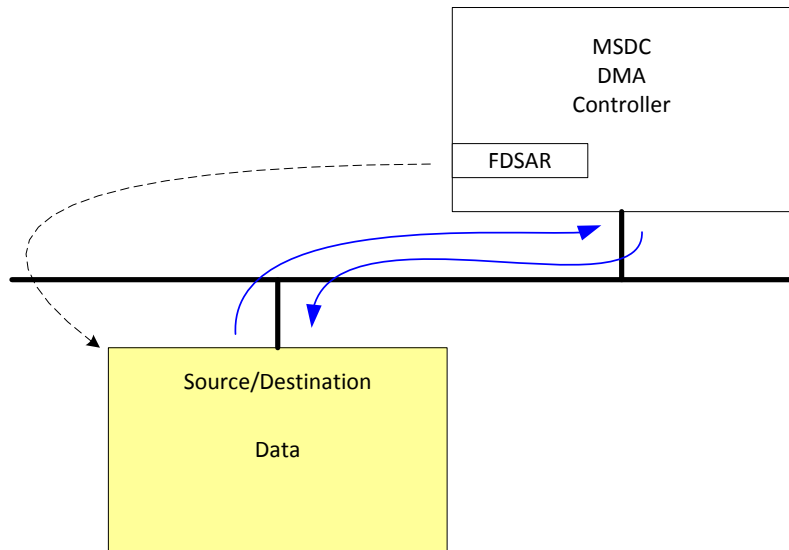 MSDC
DMA
Controller
FDSAR
Source/Destination
Data